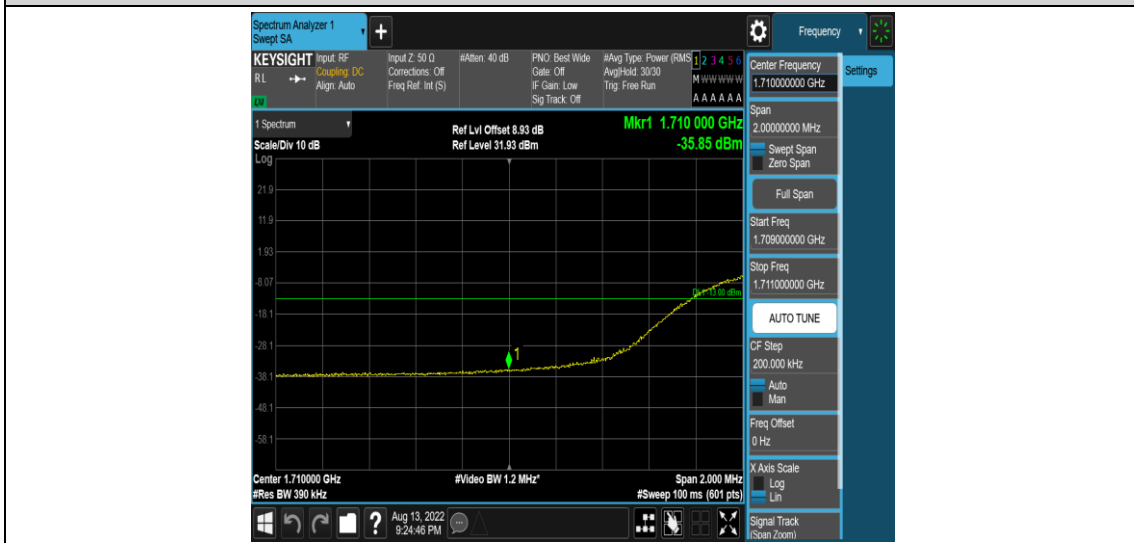 Spectrum Analyzer 1
Swept SA
Frequency
KEYSIGHT
RL
Input: RF
Coupling: DC
Align: Auto
Input Z: 50 Ω
Corrections: Off
Freq Ref: Int (S)
#Atten: 40 dB
PNO: Best Wide
Gate: Off
IF Gain: Low
Sig Track: Off
#Avg Type: Power (RMS
Avg|Hold: 30/30
Trig: Free Run
1 2 3 4 5 6
M W W W W W
A A A A A A
Center Frequency
1.710000000 GHz
Settings
Span
2.00000000 MHz
Swept Span
Zero Span
Full Span
Start Freq
1.709000000 GHz
Stop Freq
1.711000000 GHz
AUTO TUNE
CF Step
200.000 kHz
Auto
Man
Freq Offset
0 Hz
X Axis Scale
Log
Lin
Signal Track
(Span Zoom)
1 Spectrum
Scale/Div 10 dB
Log
Ref Lvl Offset 8.93 dB
Ref Level 31.93 dBm
Mkr1 1.710 000 GHz
-35.85 dBm
21.9
11.9
1.93
-8.07
-18.1
-28.1
-38.1
-48.1
-58.1
DL1 -13.00 dBm
1
Center 1.710000 GHz
#Res BW 390 kHz
#Video BW 1.2 MHz*
Span 2.000 MHz
#Sweep 100 ms (601 pts)
Aug 13, 2022
9:24:46 PM